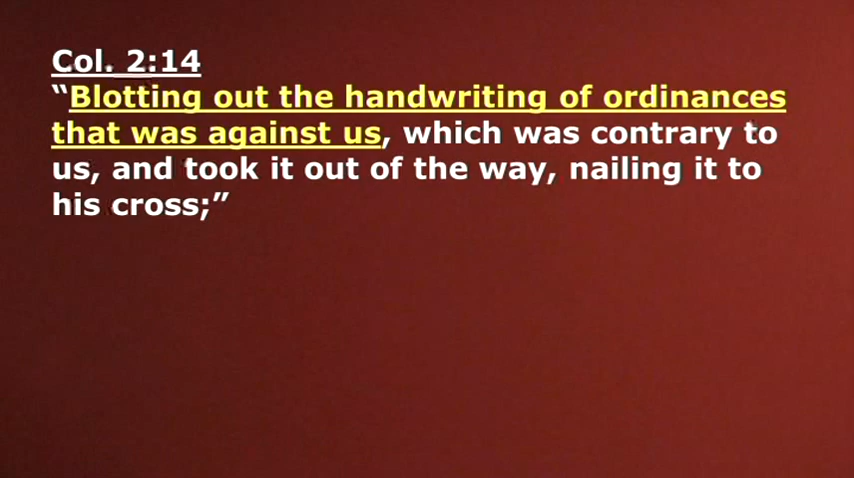 Col. 2:14
“Blotting out the handwriting of ordinances
that was against us, which was contrary to
us, and took it out of the way, nailing it to
his cross;”